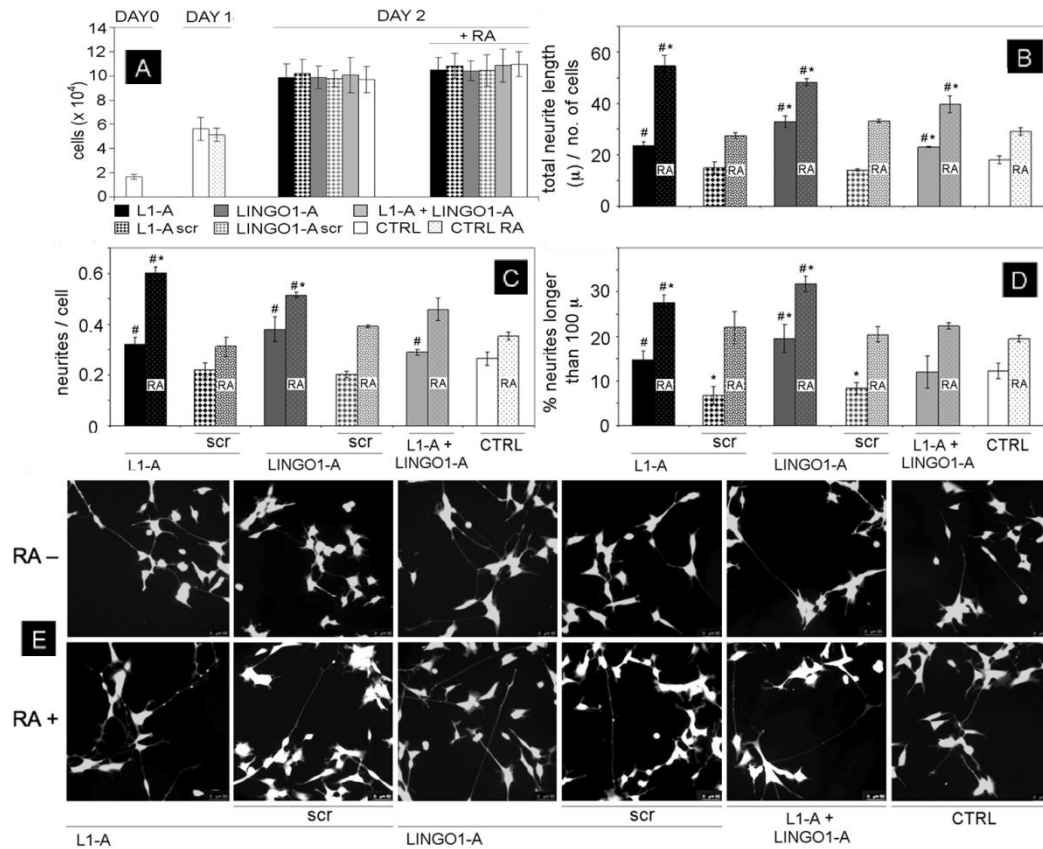 DAY0 DAY 1 DAY 2
+ RA
A
cells (x 10⁴)
14
12
10
8
6
4
2
0
L1-A LINGO1-A L1-A + LINGO1-A
L1-A scr LINGO1-A scr CTRL CTRL RA
B
total neurite length
(µ) / no. of cells
60
40
20
0
# #* #* #* #* #*
RA RA RA RA RA RA
C
neurites / cell
0.6
0.4
0.2
0
# #* # #* #
RA RA RA RA RA RA
scr scr L1-A + CTRL
L1-A LINGO1-A LINGO1-A
D
% neurites longer
than 100 µ
30
20
10
0
#* * #* #* *
RA RA RA RA RA RA
scr scr L1-A + CTRL
L1-A LINGO1-A LINGO1-A
E
RA –
RA +
scr scr L1-A + CTRL
L1-A LINGO1-A LINGO1-A